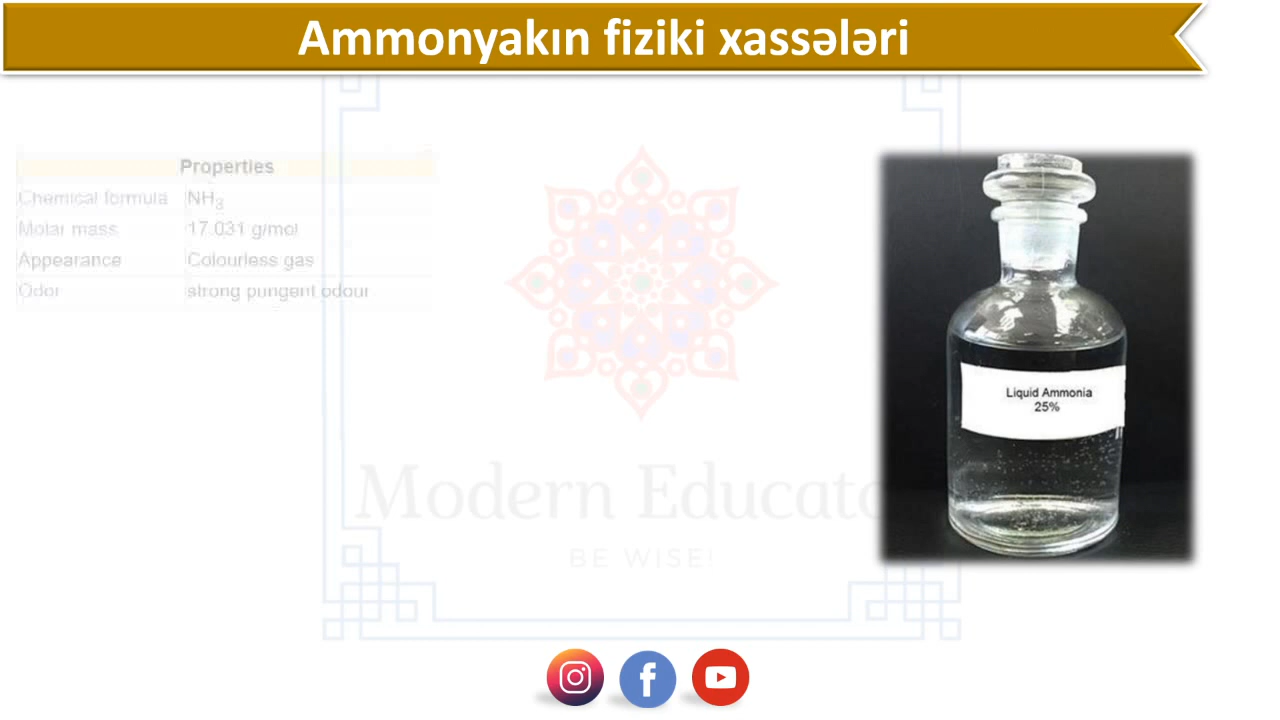 Ammonyakın fiziki xassələri
Properties
Chemical formula NH₃
Molar mass 17.031 g/mol
Appearance Colourless gas
Odor strong pungent odour
Liquid Ammonia
25%
Modern Educato
BE WISE!